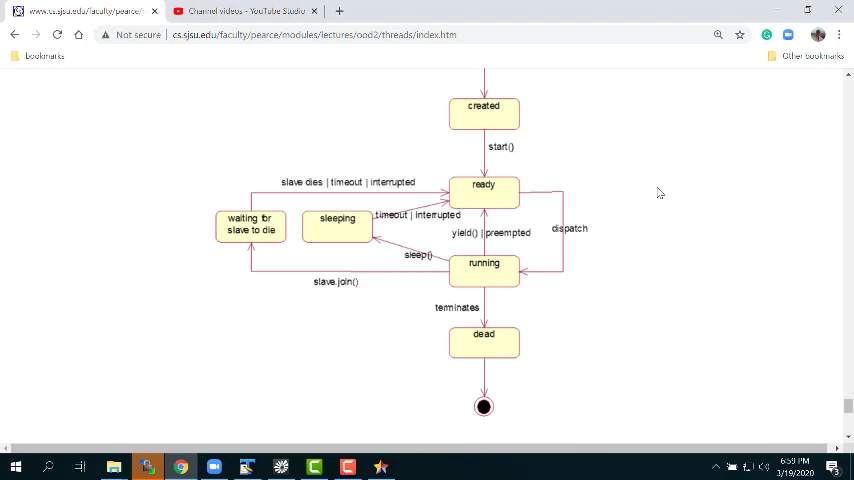 www.cs.sjsu.edu/faculty/pearce/
Channel videos - YouTube Studio
Not secure
cs.sjsu.edu/faculty/pearce/modules/lectures/ood2/threads/index.htm
bookmarks
Other bookmarks
created
start()
slave dies | timeout | interrupted
ready
waiting for
slave to die
sleeping
timeout | interrupted
yield() | preempted
dispatch
sleep()
running
slave.join()
terminates
dead
6:59 PM
3/19/2020
3